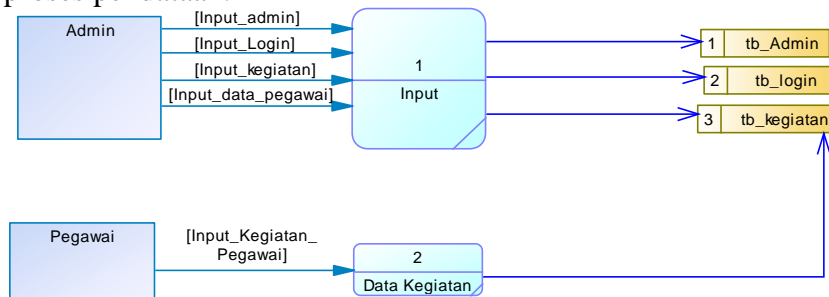 Admin
[Input_admin]
[Input_Login]
[Input_kegiatan]
[Input_data_pegawai]
1
Input
1 tb_Admin
2 tb_login
3 tb_kegiatan
Pegawai
[Input_Kegiatan_
Pegawai]
2
Data Kegiatan